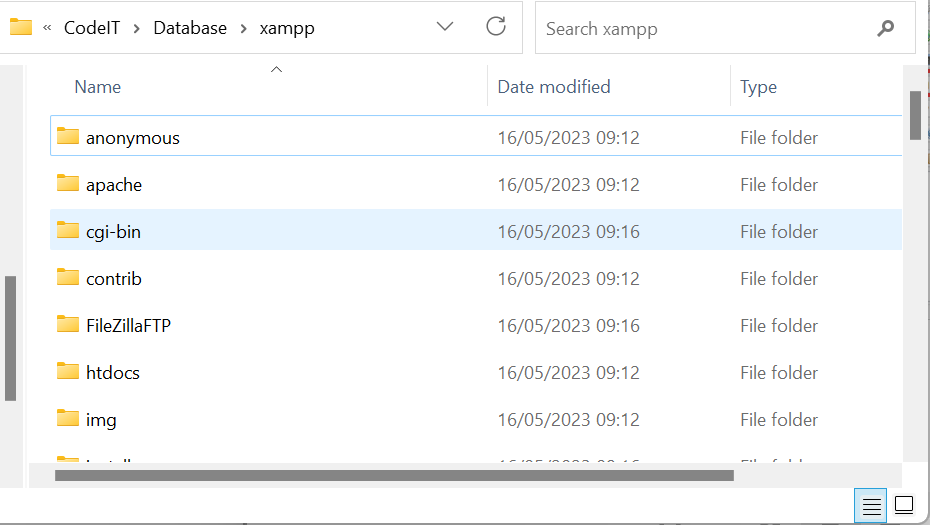 « CodeIT > Database > xampp
Search xampp
Name Date modified Type
anonymous 16/05/2023 09:12 File folder
apache 16/05/2023 09:12 File folder
cgi-bin 16/05/2023 09:16 File folder
contrib 16/05/2023 09:12 File folder
FileZillaFTP 16/05/2023 09:16 File folder
htdocs 16/05/2023 09:12 File folder
img 16/05/2023 09:12 File folder